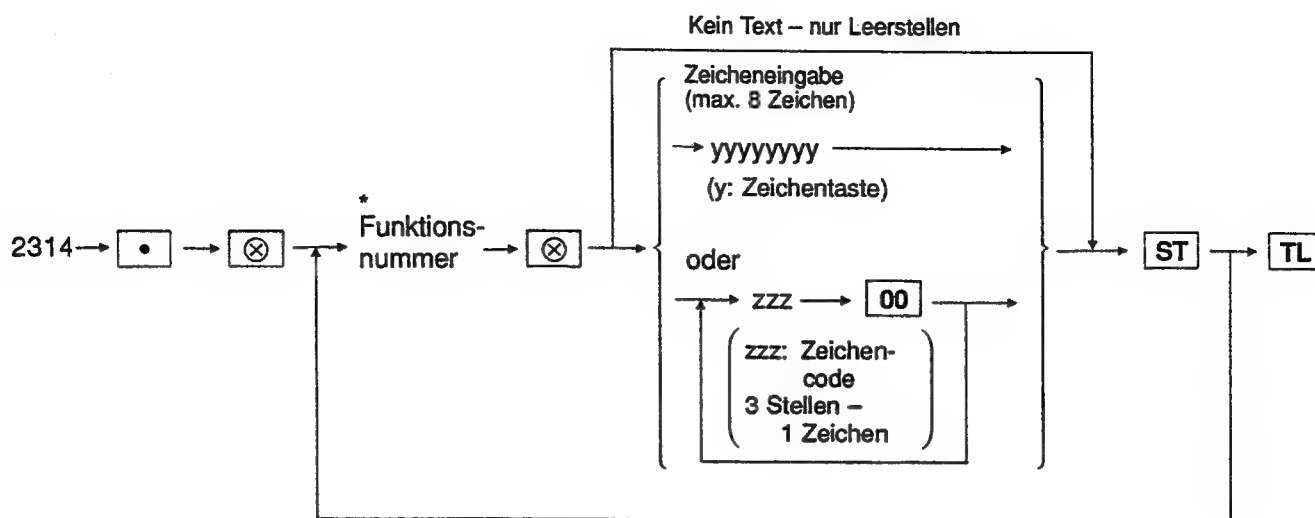 Kein Text – nur Leerstellen
Zeicheneingabe
(max. 8 Zeichen)
yyyyyyyy
(y: Zeichentaste)
*
Funktions-
nummer
2314 • ⊗ ⊗ ST TL
oder
zzz 00
(zzz: Zeichen-
code
3 Stellen –
1 Zeichen)